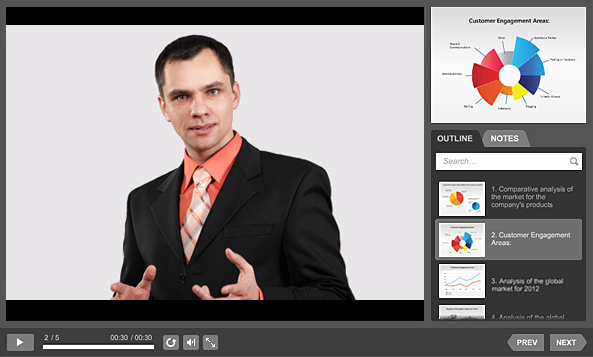 Customer Engagement Areas:
Other
Blogging
OUTLINE
NOTES
Search...
1. Comparative analysis of
the market for the
company's products
2. Customer Engagement
Areas:
3. Analysis of the global
market for 2012
4. Analysis of the global
2 / 5
00:30 / 00:30
PREV
NEXT